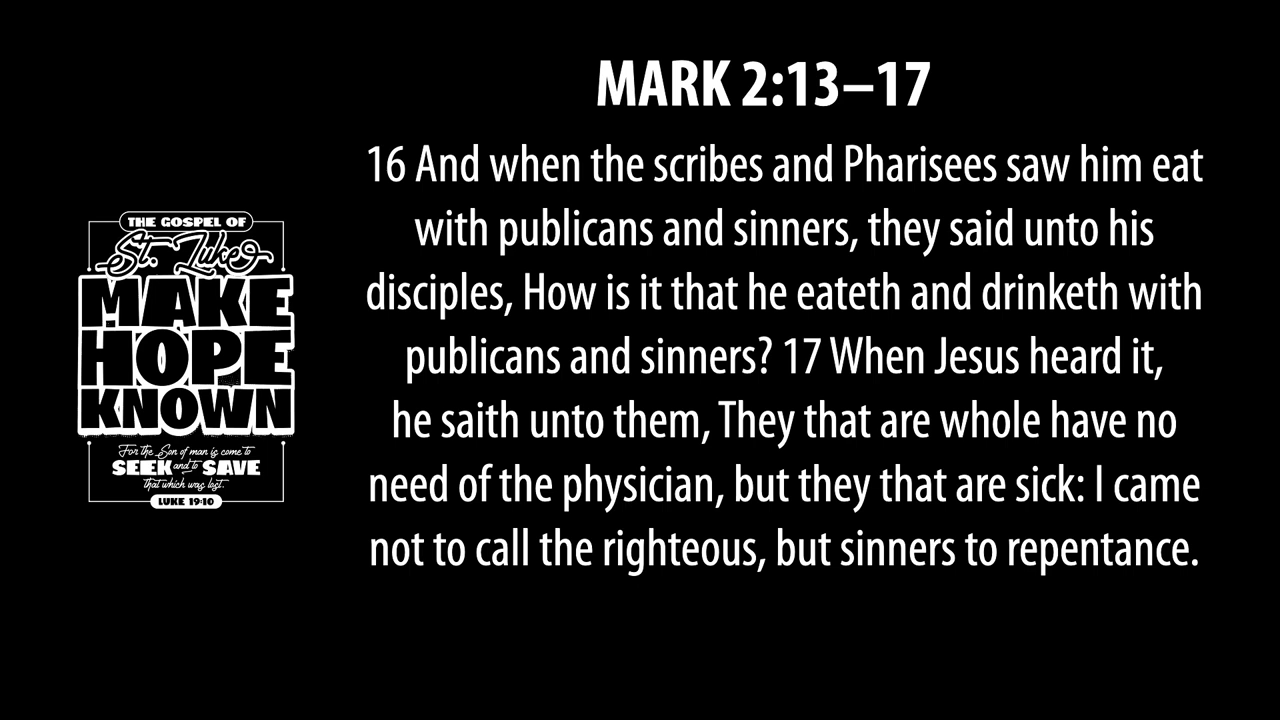 MARK 2:13–17
16 And when the scribes and Pharisees saw him eat
with publicans and sinners, they said unto his
disciples, How is it that he eateth and drinketh with
publicans and sinners? 17 When Jesus heard it,
he saith unto them, They that are whole have no
need of the physician, but they that are sick: I came
not to call the righteous, but sinners to repentance.
THE GOSPEL OF
St. Luke
MAKE
HOPE
KNOWN
For the Son of man is come to
SEEK and to SAVE
that which was lost.
LUKE 19:10